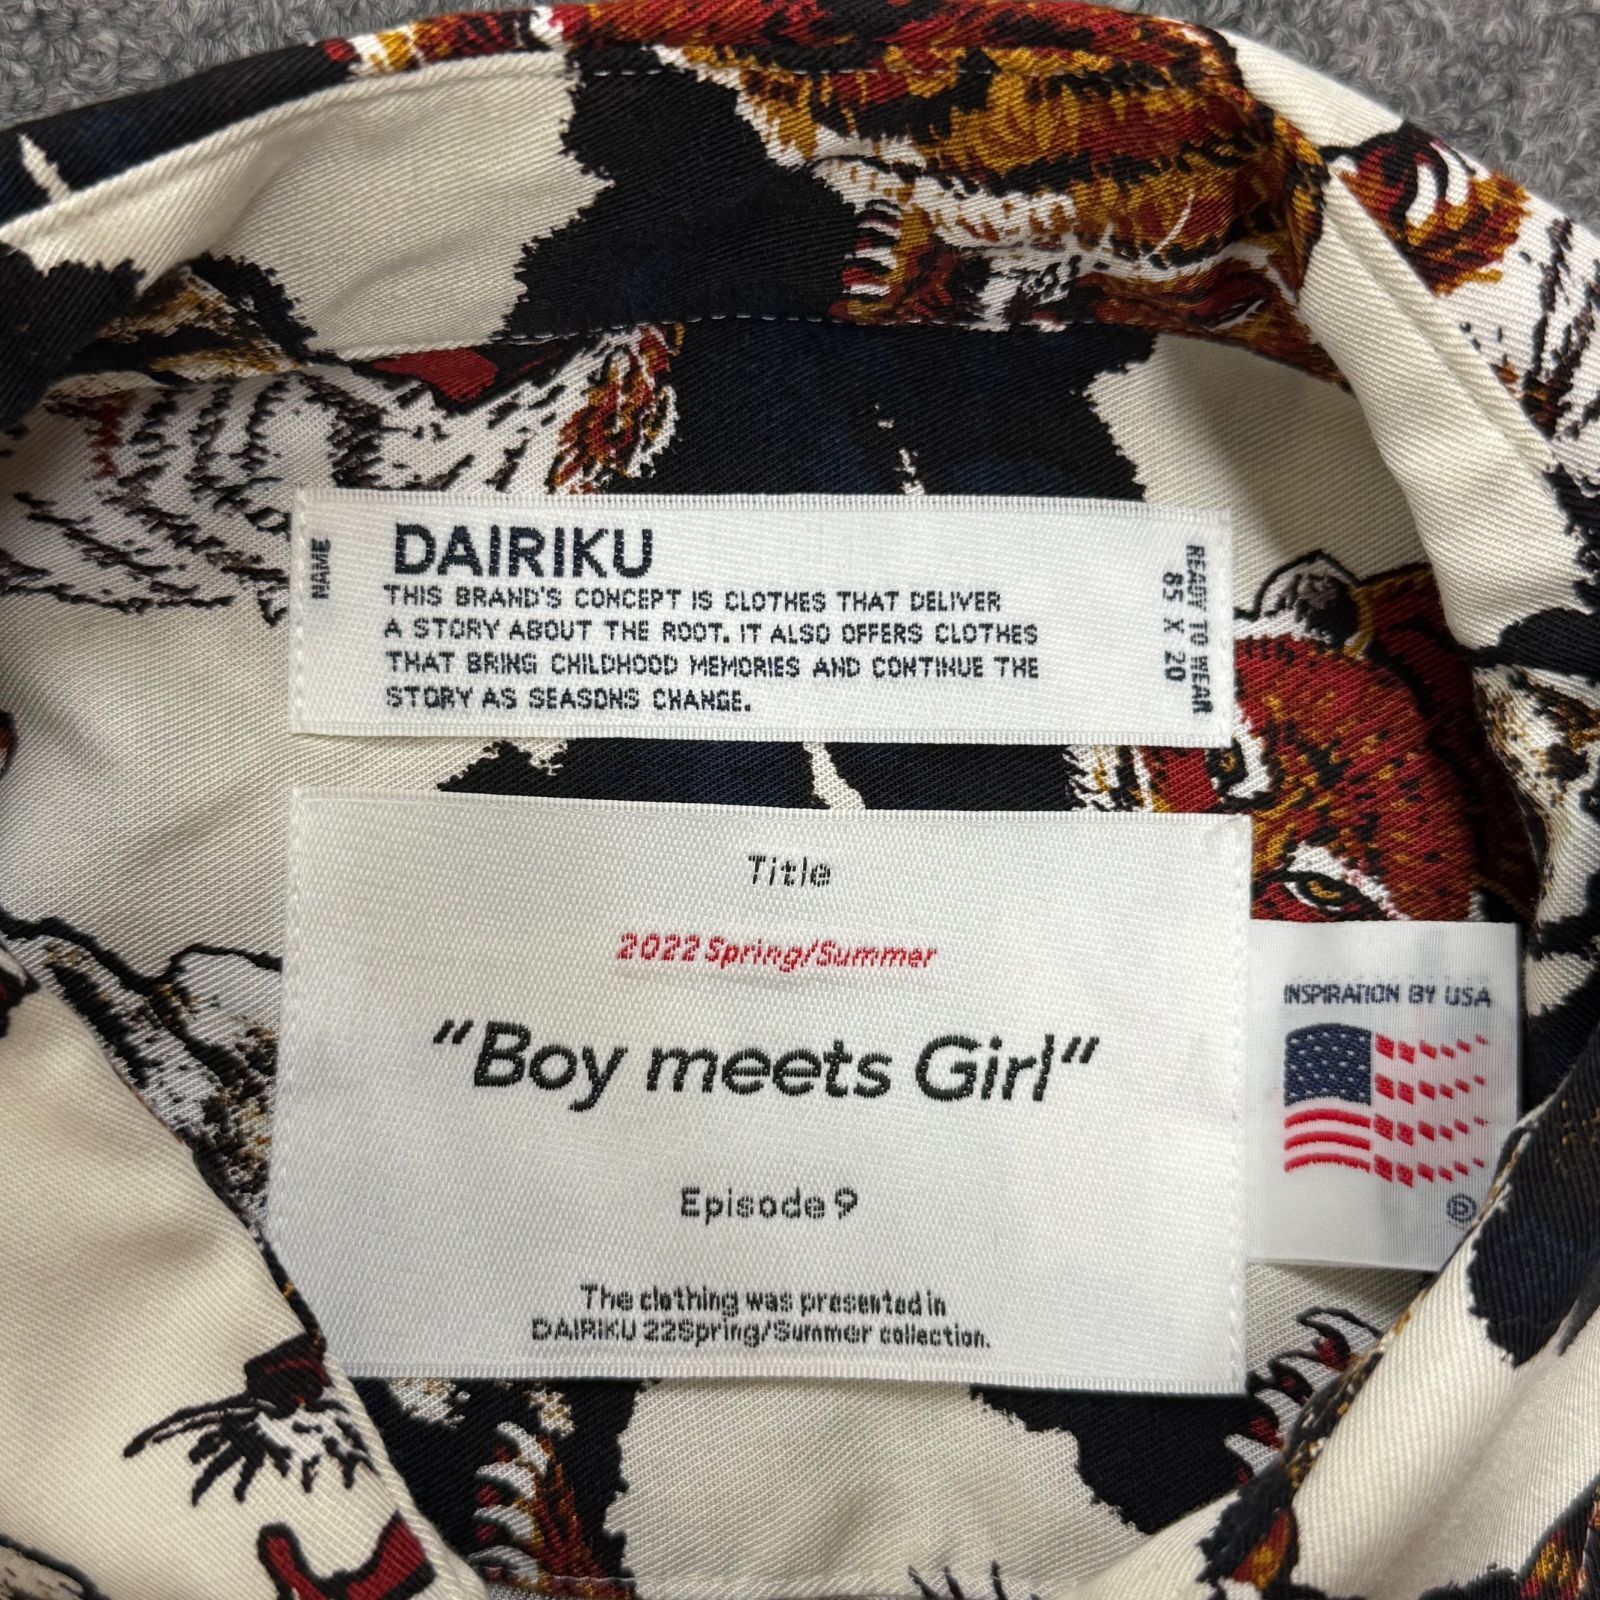 NAME
DAIRIKU
THIS BRAND'S CONCEPT IS CLOTHES THAT DELIVER
A STORY ABOUT THE ROOT. IT ALSO OFFERS CLOTHES
THAT BRING CHILDHOOD MEMORIES AND CONTINUE THE
STORY AS SEASONS CHANGE.
READY TO WEAR
85 X 20
Title
2022 Spring/Summer
"Boy meets Girl"
Episode 9
The clothing was presented in
DAIRIKU 22Spring/Summer collection.
INSPIRATION BY USA